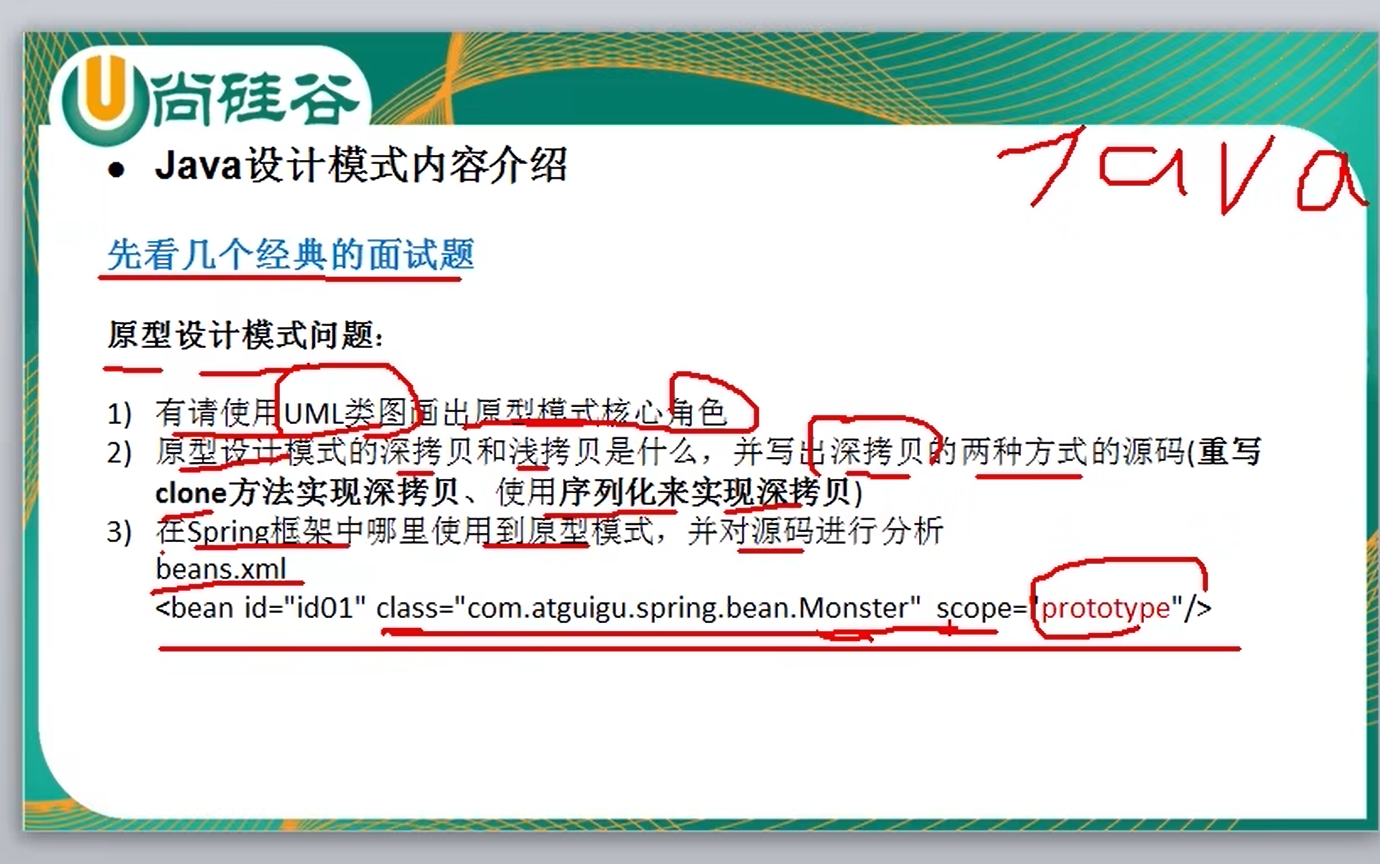 尚硅谷
Java
● Java设计模式内容介绍
先看几个经典的面试题
原型设计模式问题:
1) 有请使用UML类图画出原型模式核心角色
2) 原型设计模式的深拷贝和浅拷贝是什么，并写出深拷贝的两种方式的源码(重写
clone方法实现深拷贝、使用序列化来实现深拷贝)
3) 在Spring框架中哪里使用到原型模式，并对源码进行分析
beans.xml
<bean id="id01" class="com.atguigu.spring.bean.Monster" scope="prototype"/>